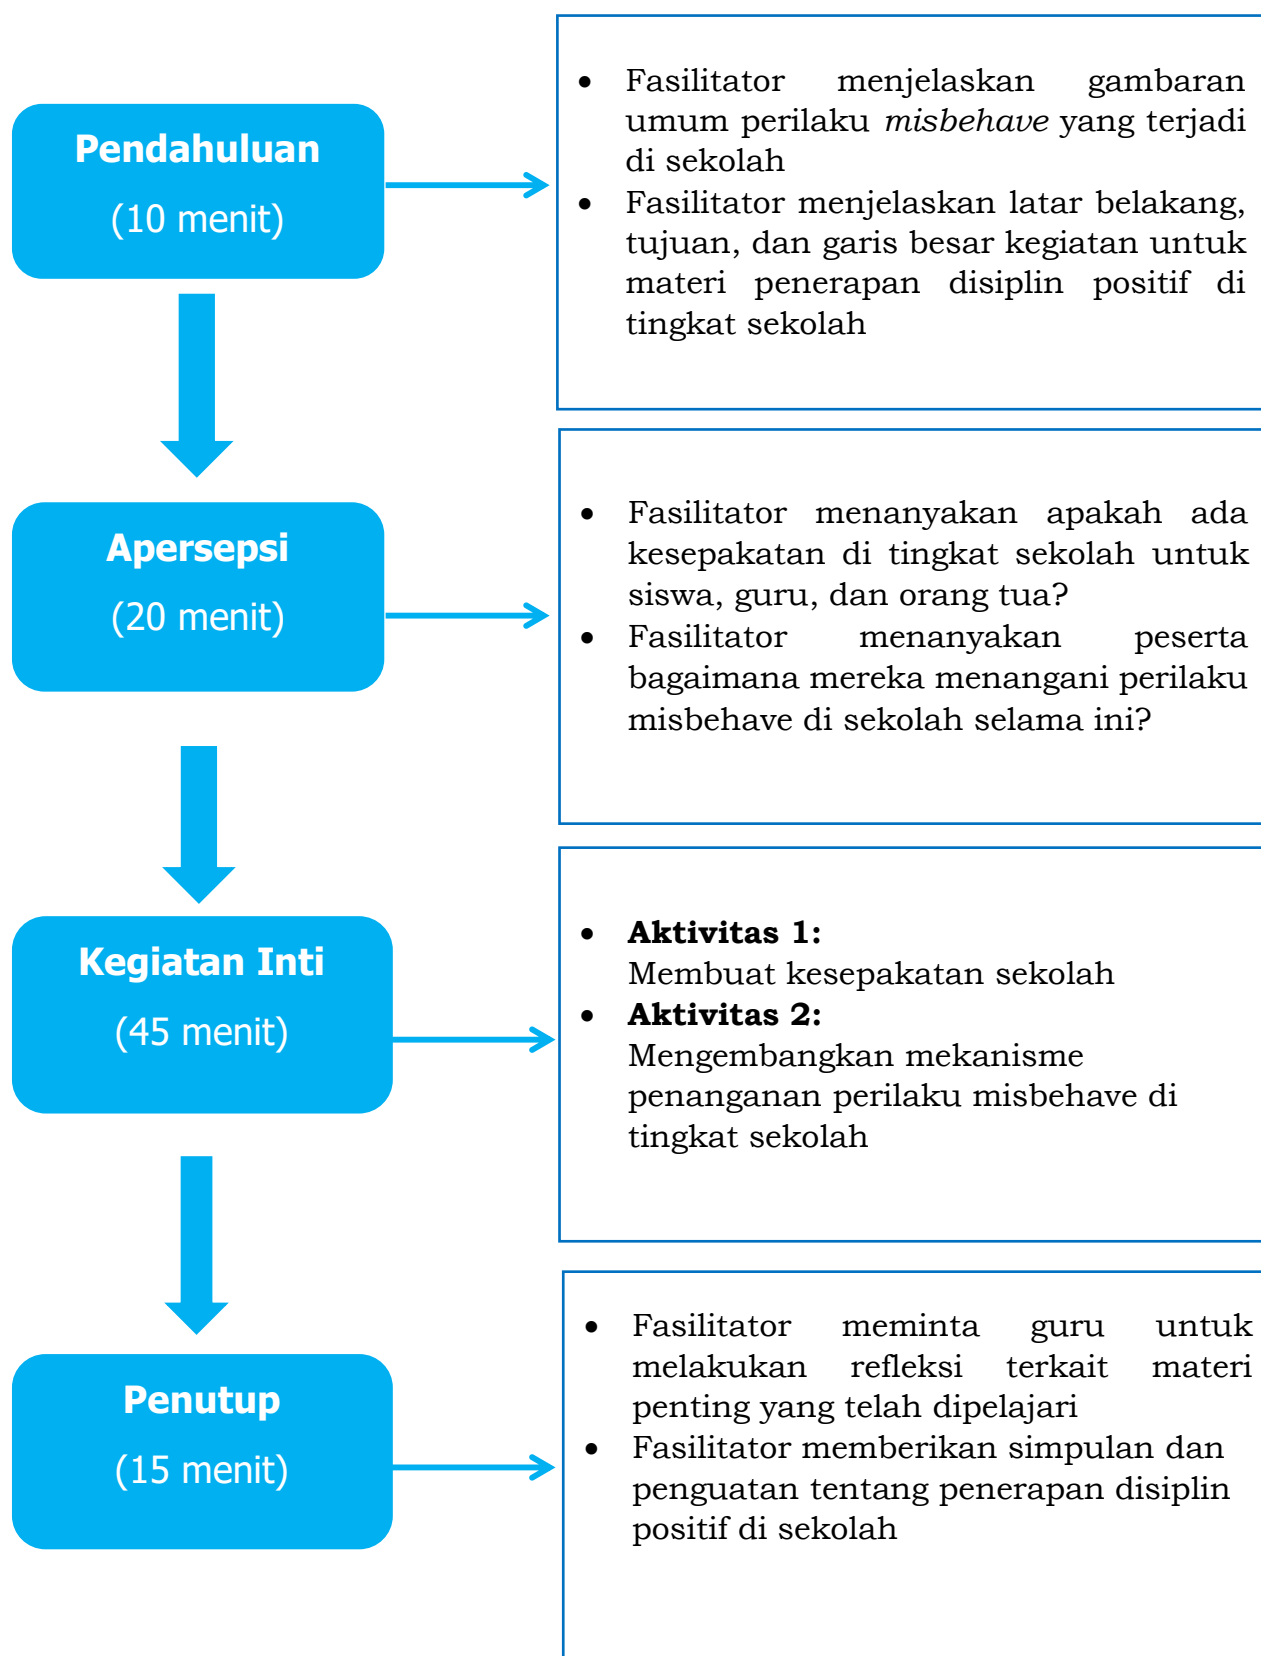 Pendahuluan
(10 menit)
• Fasilitator menjelaskan gambaran
umum perilaku misbehave yang terjadi
di sekolah
• Fasilitator menjelaskan latar belakang,
tujuan, dan garis besar kegiatan untuk
materi penerapan disiplin positif di
tingkat sekolah
Apersepsi
(20 menit)
• Fasilitator menanyakan apakah ada
kesepakatan di tingkat sekolah untuk
siswa, guru, dan orang tua?
• Fasilitator menanyakan peserta
bagaimana mereka menangani perilaku
misbehave di sekolah selama ini?
Kegiatan Inti
(45 menit)
• Aktivitas 1:
Membuat kesepakatan sekolah
• Aktivitas 2:
Mengembangkan mekanisme
penanganan perilaku misbehave di
tingkat sekolah
Penutup
(15 menit)
• Fasilitator meminta guru untuk
melakukan refleksi terkait materi
penting yang telah dipelajari
• Fasilitator memberikan simpulan dan
penguatan tentang penerapan disiplin
positif di sekolah